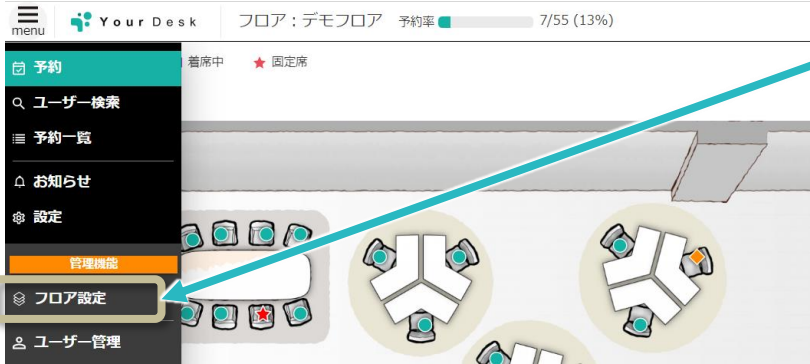 menu
Your Desk
フロア：デモフロア 予約率 7/55 (13%)
予約
着席中
固定席
ユーザー検索
予約一覧
お知らせ
設定
管理機能
フロア設定
ユーザー管理